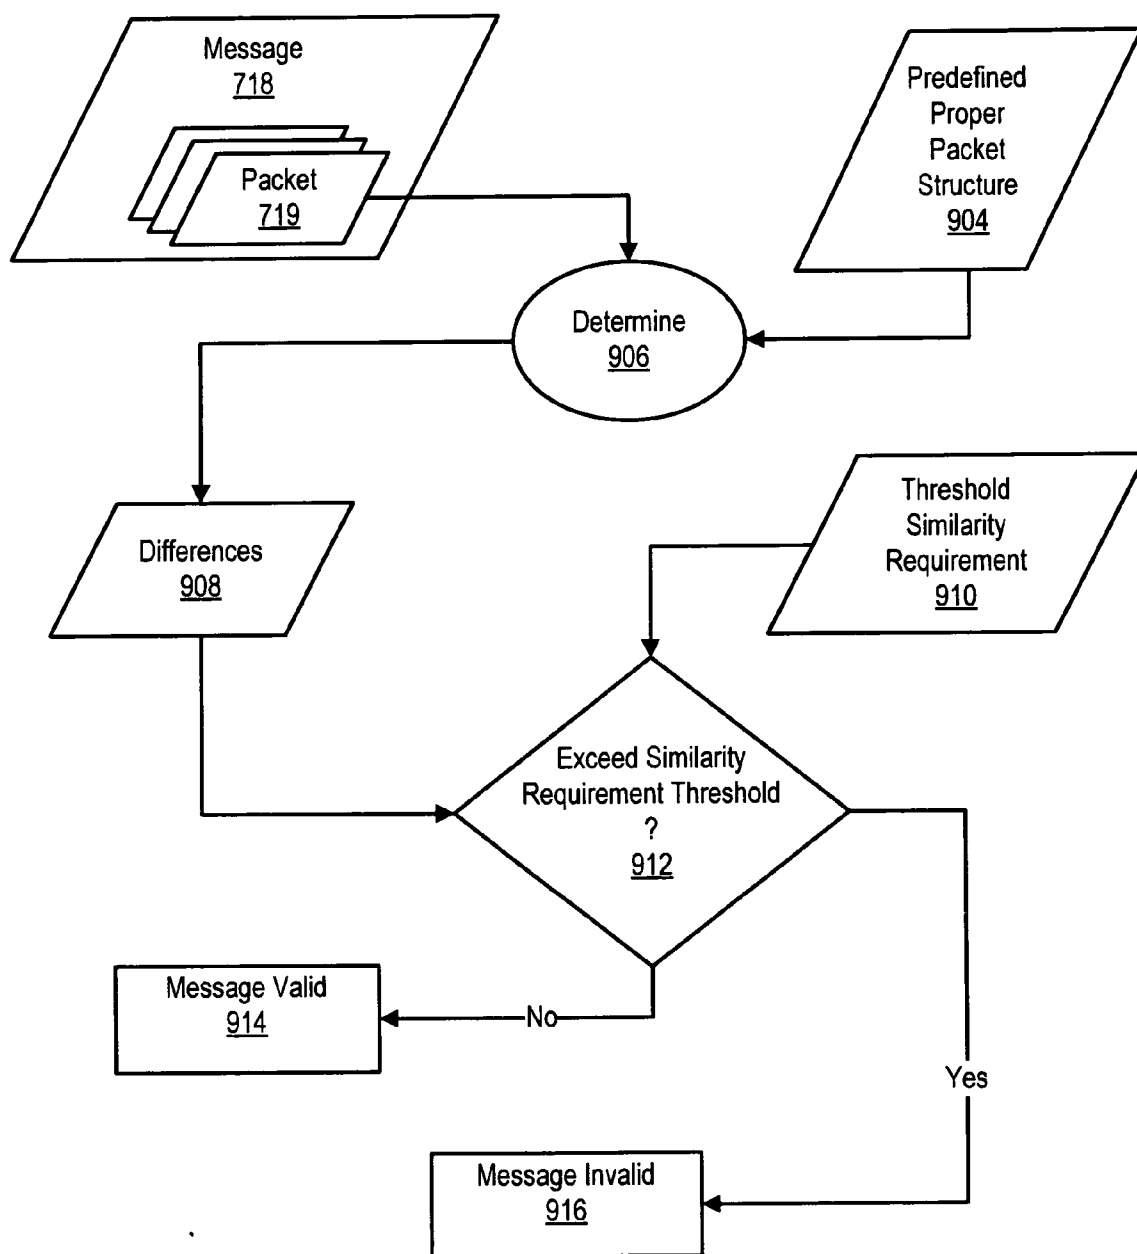 Message
718
Packet
719
Predefined
Proper
Packet
Structure
904
Determine
906
Differences
908
Threshold
Similarity
Requirement
910
Exceed Similarity
Requirement Threshold
?
912
Message Valid
914
No
Yes
Message Invalid
916